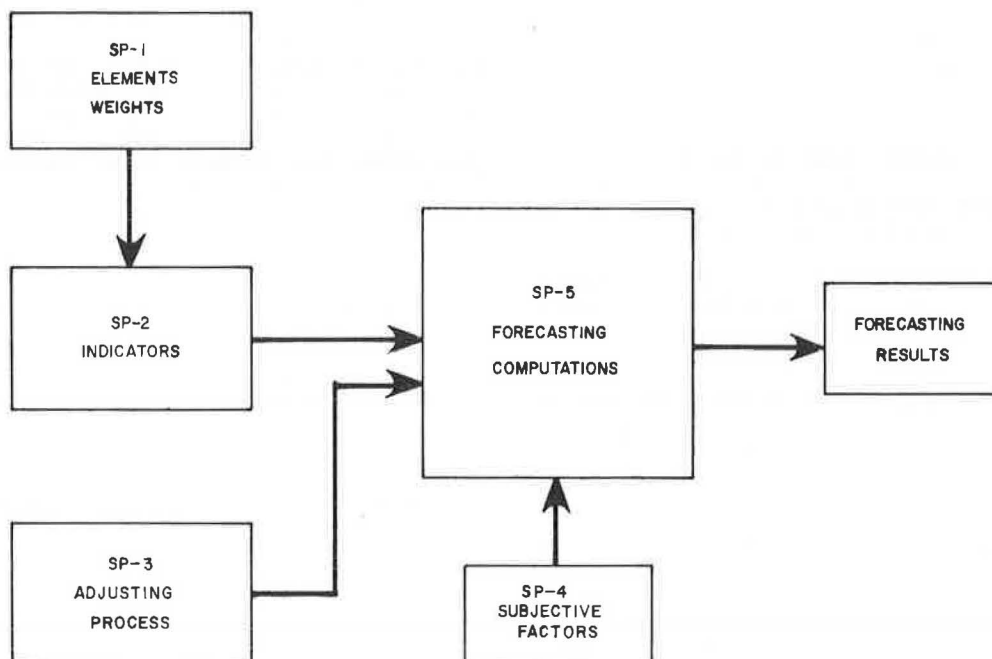 SP-1
ELEMENTS
WEIGHTS
SP-2
INDICATORS
SP-5
FORECASTING
COMPUTATIONS
FORECASTING
RESULTS
SP-3
ADJUSTING
PROCESS
SP-4
SUBJECTIVE
FACTORS